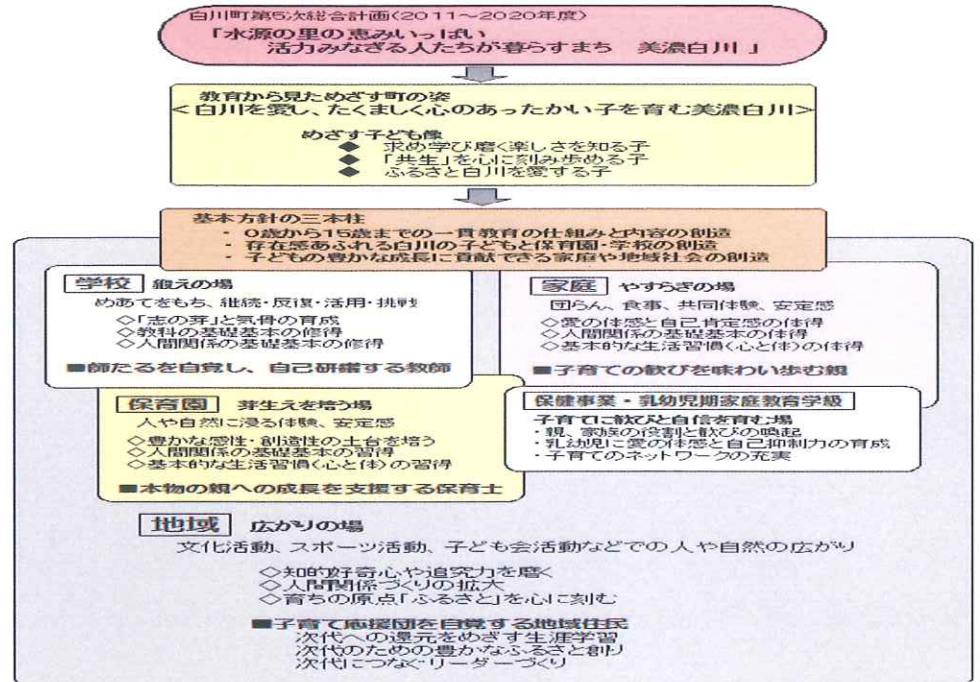 白川町第5次総合計画(2011～2020年度)
「水源の里の恵みいっぱい
活力みなぎる人たちが暮らすまち　美濃白川」
教育から見ためざす町の姿
<白川を愛し、たくましく心のあったかい子を育む美濃白川>
めざす子ども像
◆ 求め学び磨く楽しさを知る子
◆ 「共生」を心に刻み歩める子
◆ ふるさと白川を愛する子
基本方針の三本柱
・ 0歳から15歳までの一貫教育の仕組みと内容の創造
・ 存在感あふれる白川の子どもと保育園・学校の創造
・ 子どもの豊かな成長に貢献できる家庭や地域社会の創造
学校 鍛えの場
めあてをもち、継続・反復・活用・挑戦
◇「志の芽」と気骨の育成
◇教科の基礎基本の修得
◇人間関係の基礎基本の修得
■師たるを自覚し、自己研鑽する教師
家庭 やすらぎの場
団らん、食事、共同体験、安定感
◇愛の体感と自己肯定感の体得
◇人間関係の基礎基本の体得
◇基本的な生活習慣(心と体)の体得
■子育ての歓びを味わい歩む親
保育園 芽生えを培う場
人や自然に浸る体験、安定感
◇豊かな感性・創造性の土台を培う
◇人間関係の基礎基本の習得
◇基本的な生活習慣(心と体)の習得
■本物の親への成長を支援する保育士
保健事業・乳幼児期家庭教育学級
子育てに歓びと自信を育む場
・親、家族の役割と歓びの喚起
・乳幼児に愛の体感と自己抑制力の育成
・子育てのネットワークの充実
地域 広がりの場
文化活動、スポーツ活動、子ども会活動などでの人や自然の広がり
◇知的好奇心や追究力を磨く
◇人間関係づくりの拡大
◇育ちの原点「ふるさと」を心に刻む
■子育て応援団を自覚する地域住民
次代への還元をめざす生涯学習
次代のための豊かなふるさと創り
次代につなぐリーダーづくり